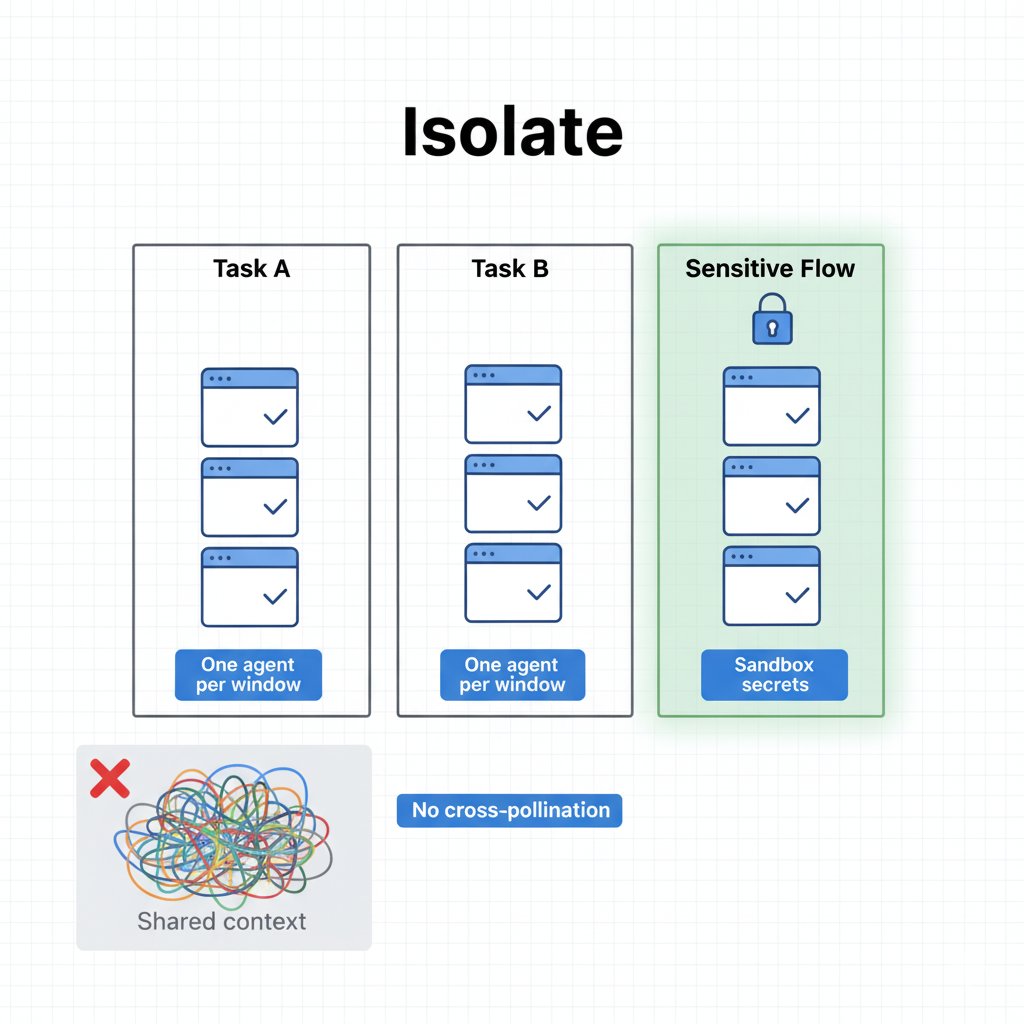 Isolate
Task A
Task B
Sensitive Flow
One agent
per window
One agent
per window
Sandbox
secrets
No cross-pollination
Shared context